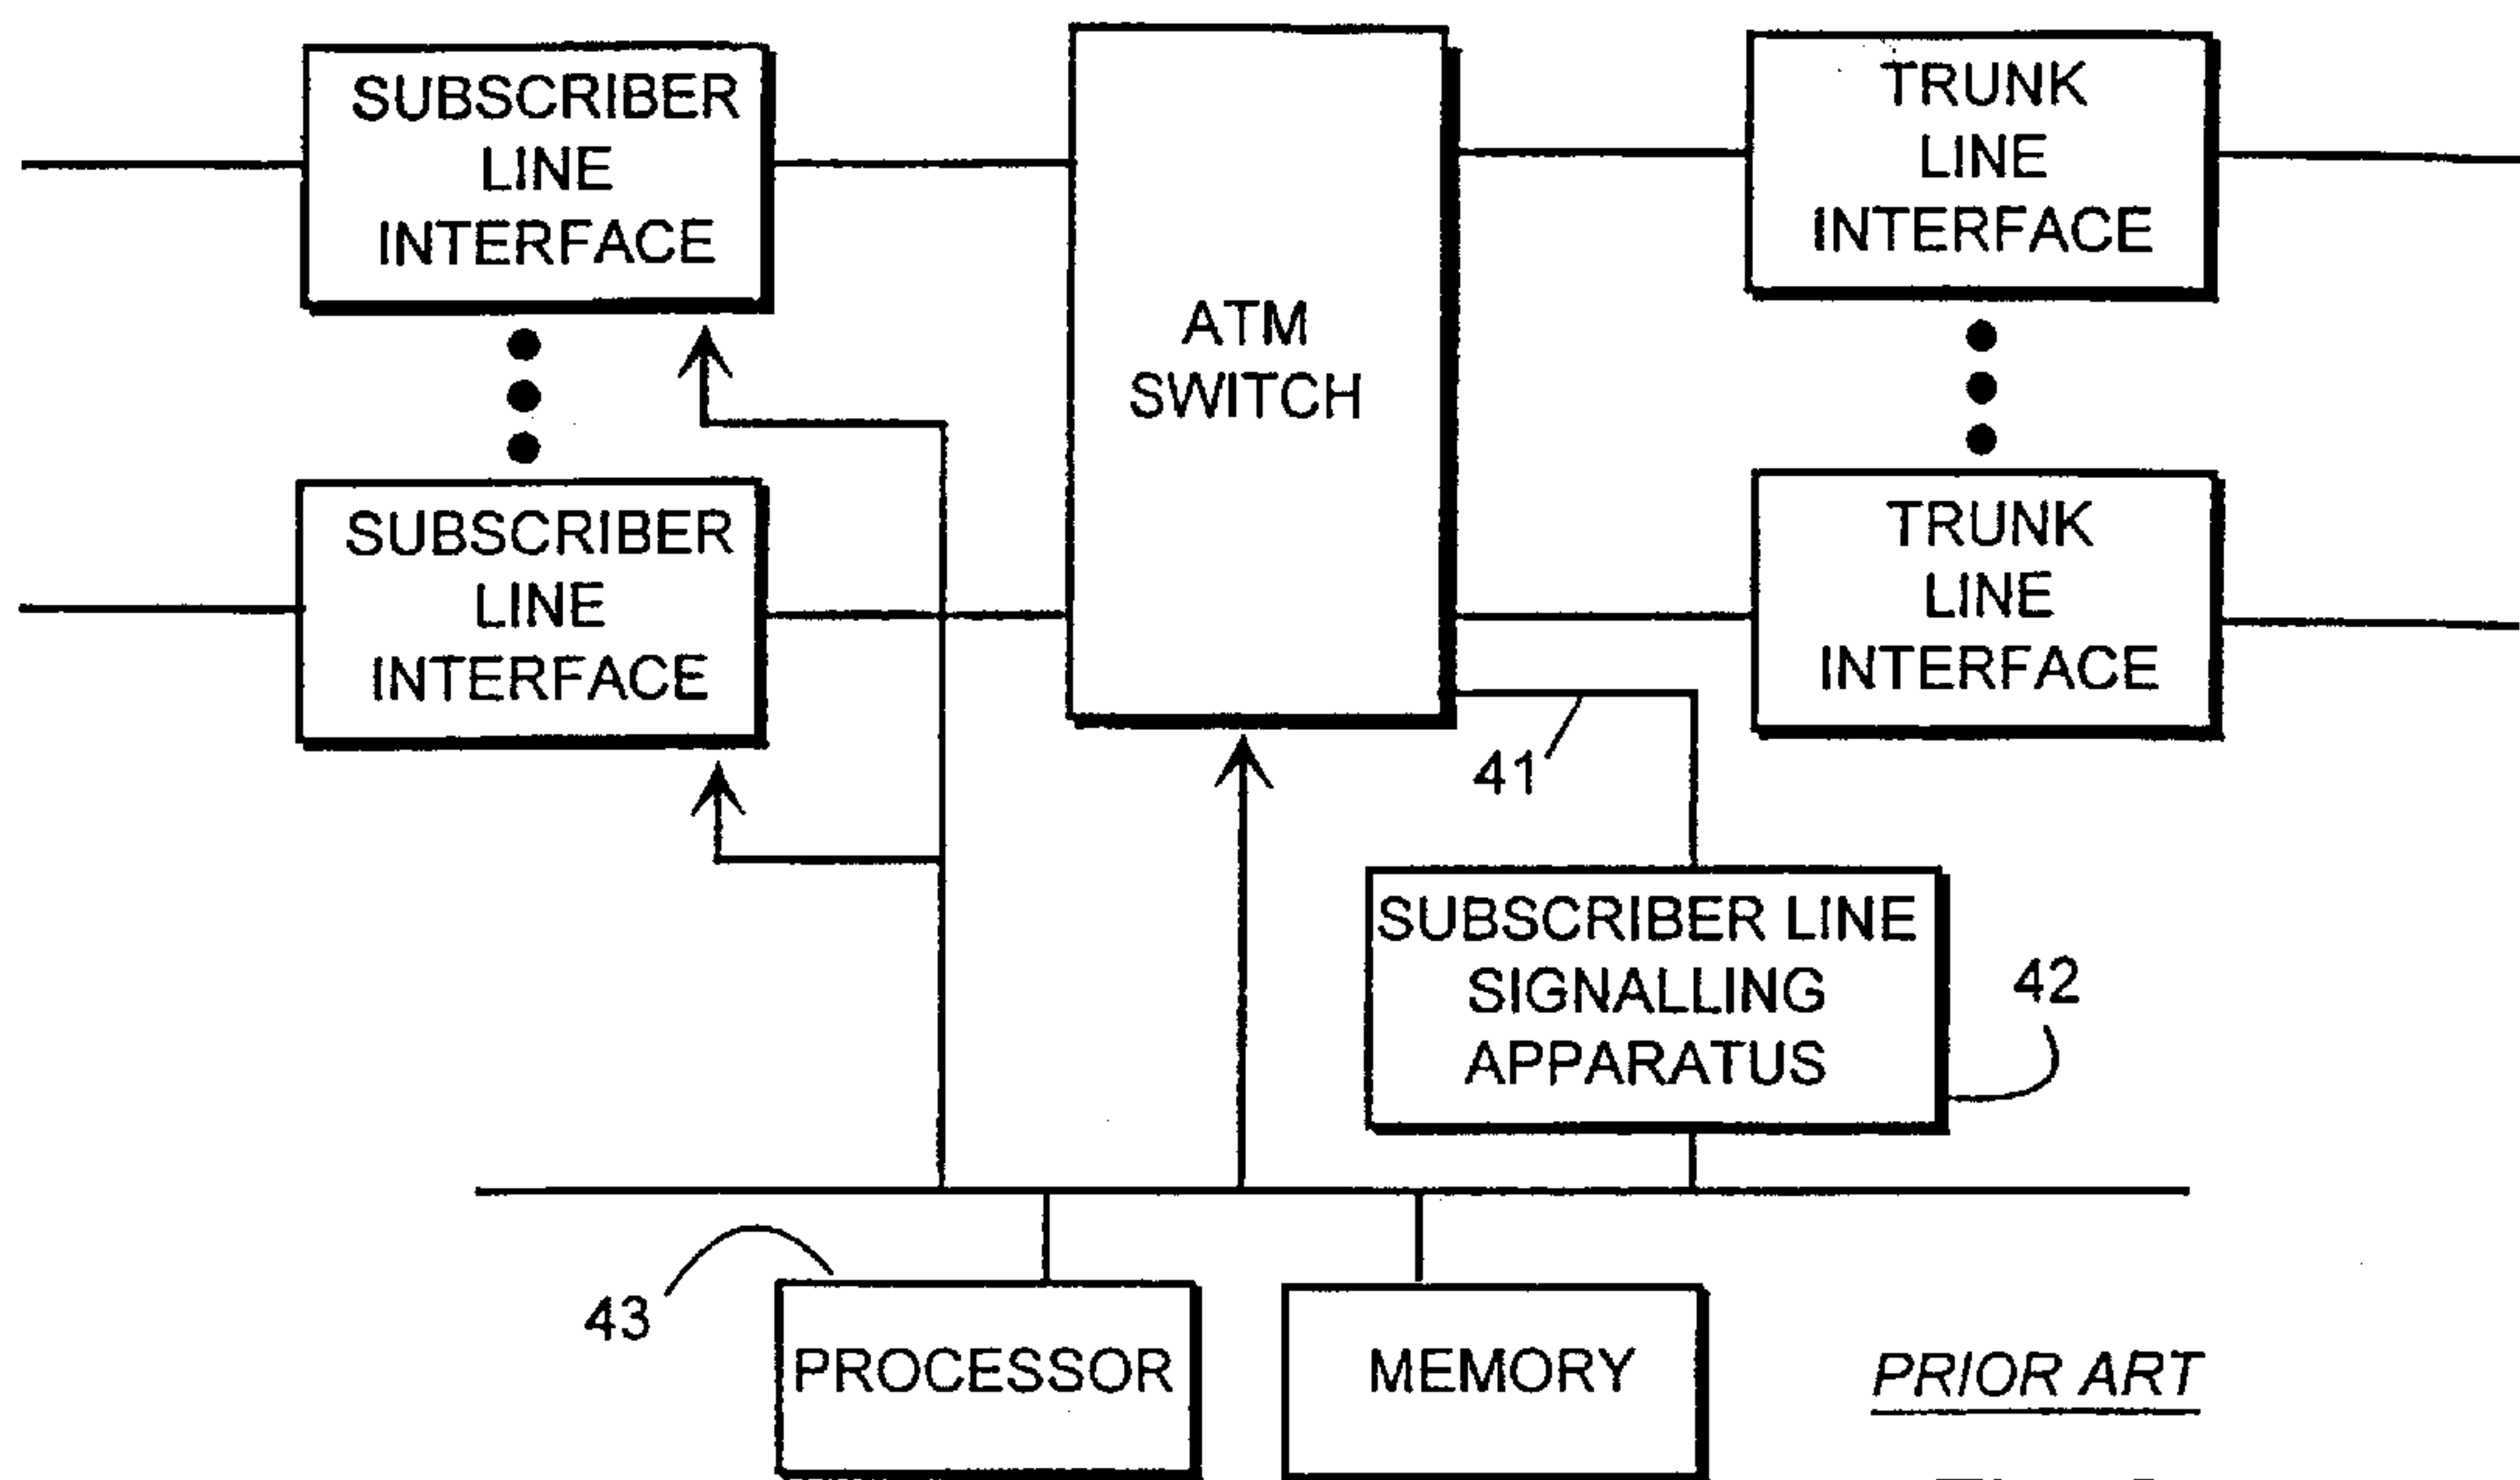 SUBSCRIBER
LINE
INTERFACE
ATM
SWITCH
TRUNK
LINE
INTERFACE
SUBSCRIBER
LINE
INTERFACE
TRUNK
LINE
INTERFACE
41
SUBSCRIBER LINE
SIGNALLING
APPARATUS
42
43
PROCESSOR
MEMORY
PRIOR ART